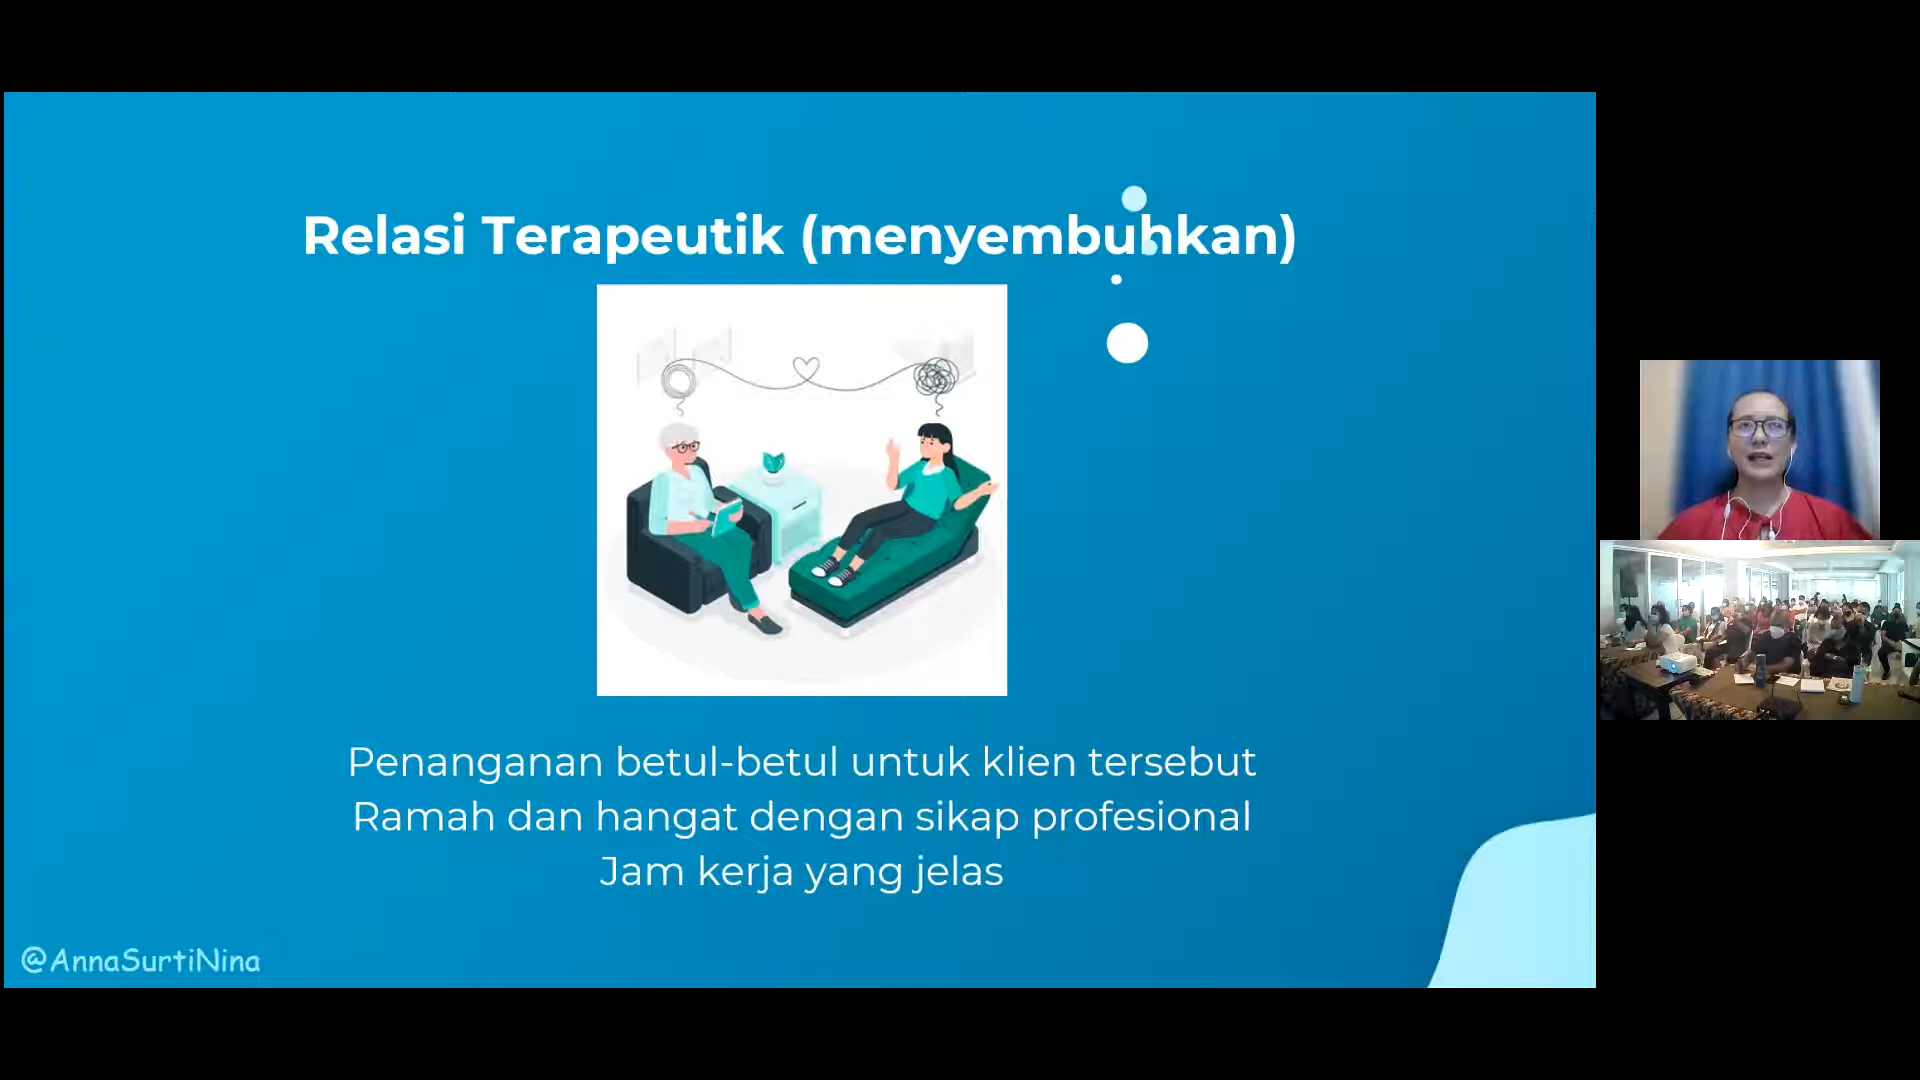 Relasi Terapeutik (menyembuhkan)
Penanganan betul-betul untuk klien tersebut
Ramah dan hangat dengan sikap profesional
Jam kerja yang jelas
@AnnaSurtiNina